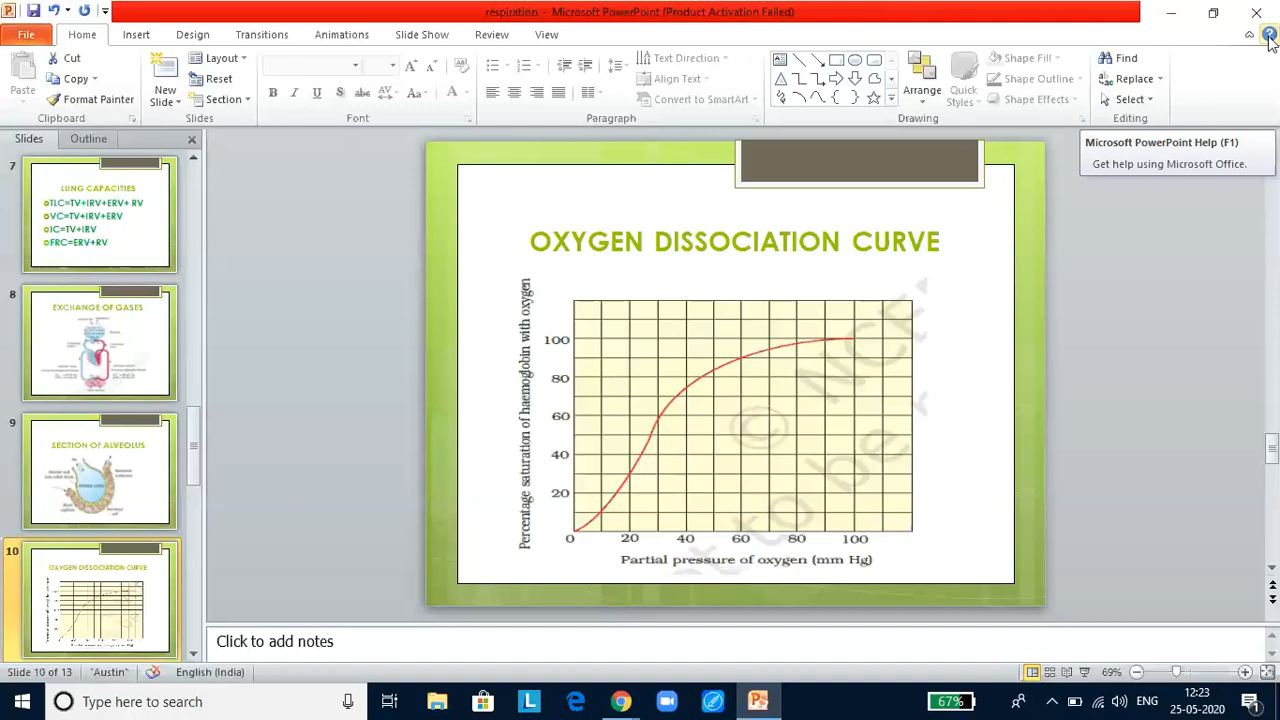 respiration - Microsoft PowerPoint (Product Activation Failed)
File Home Insert Design Transitions Animations Slide Show Review View
Paste
Cut
Copy
Format Painter
Clipboard
New Slide
Layout
Reset
Section
Slides
B I U S abc AV Aa A
Font
Text Direction
Align Text
Convert to SmartArt
Paragraph
Arrange
Quick Styles
Shape Fill
Shape Outline
Shape Effects
Drawing
Find
Replace
Select
Editing
Microsoft PowerPoint Help (F1)
Get help using Microsoft Office.
Slides Outline
7
LUNG CAPACITIES
TLC=TV+IRV+ERV+ RV
VC=TV+IRV+ERV
IC=TV+IRV
FRC=ERV+RV
8
EXCHANGE OF GASES
9
SECTION OF ALVEOLUS
10
OXYGEN DISSOCIATION CURVE
OXYGEN DISSOCIATION CURVE
Percentage saturation of haemoglobin with oxygen
100
80
60
40
20
0 20 40 60 80 100
Partial pressure of oxygen (mm Hg)
© NCE
to be
Click to add notes
Slide 10 of 13 "Austin" English (India) 69%
Type here to search
67%
ENG
12:23
25-05-2020